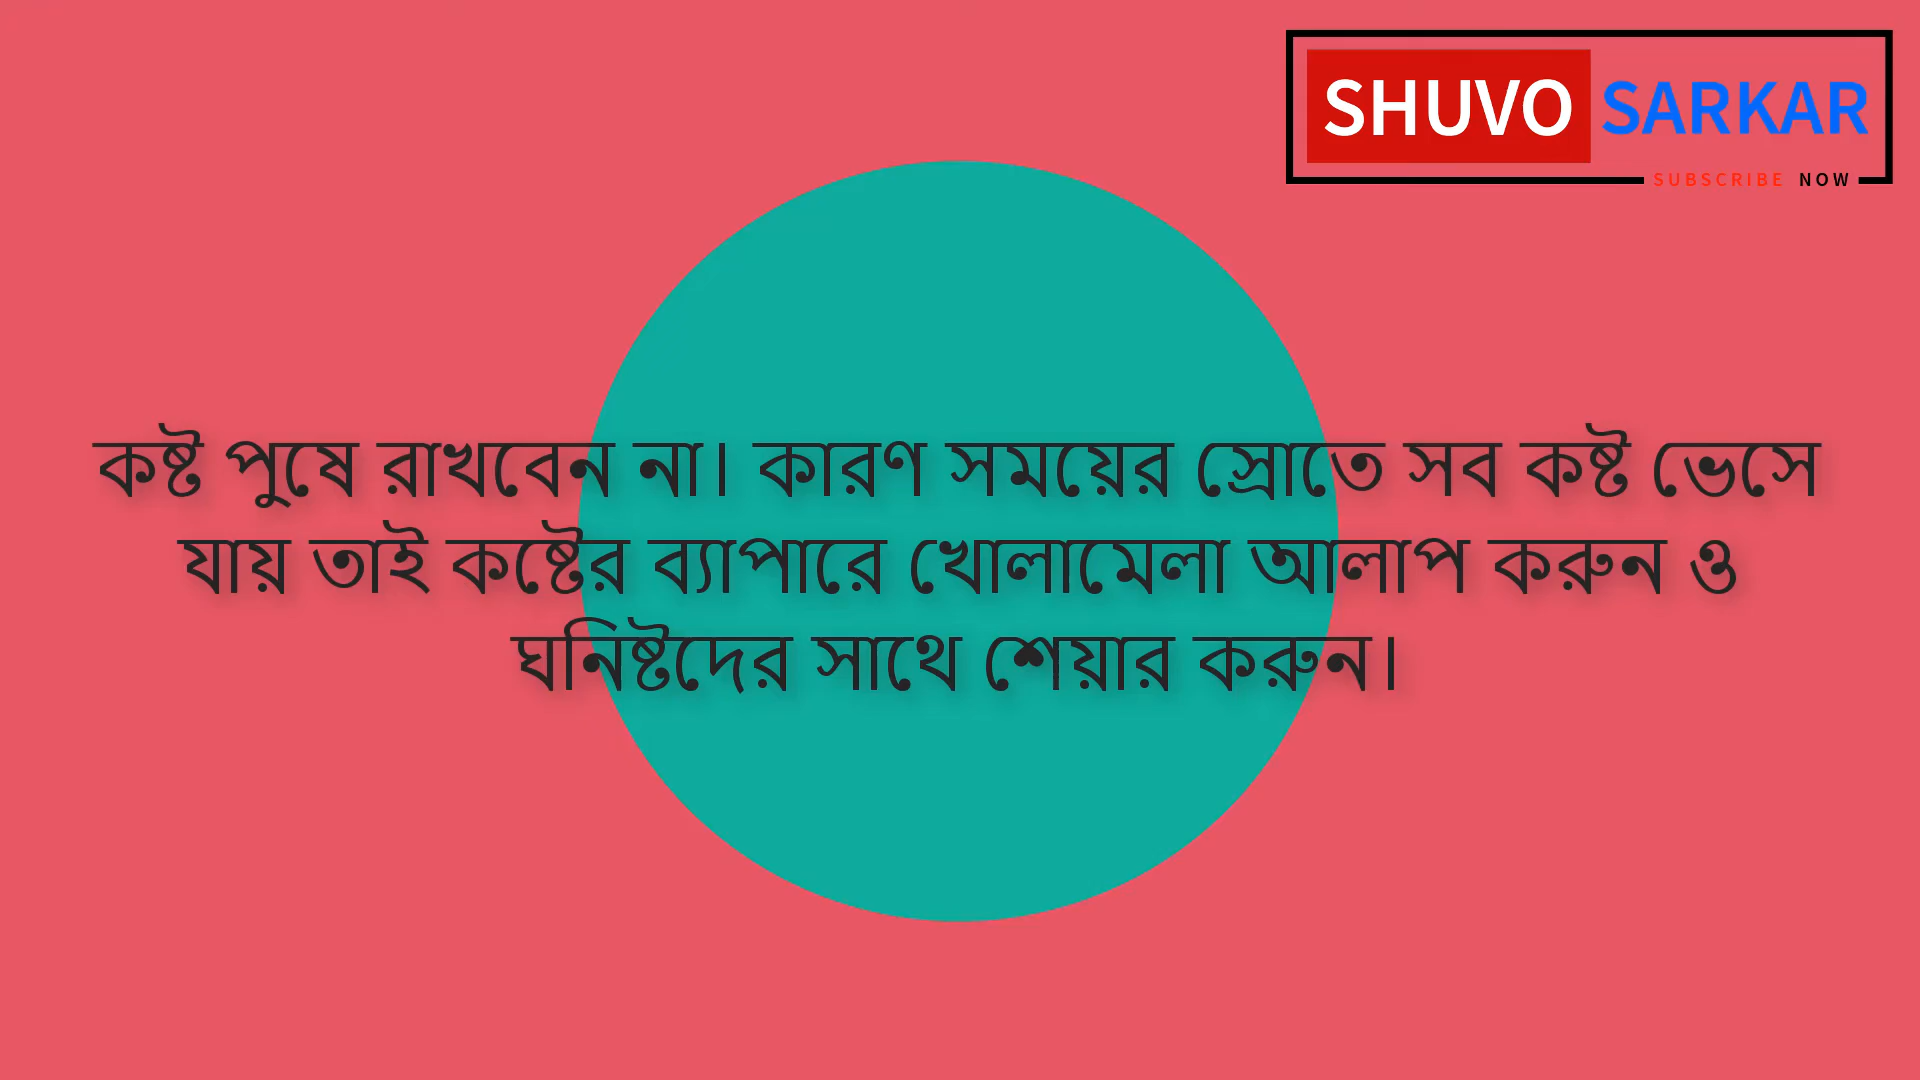 SHUVO SARKAR
SUBSCRIBE NOW
কষ্ট পুষে রাখবেন না। কারণ সময়ের স্রোতে সব কষ্ট ভেসে
যায় তাই কষ্টের ব্যাপারে খোলামেলা আলাপ করুন ও
ঘনিষ্টদের সাথে শেয়ার করুন।